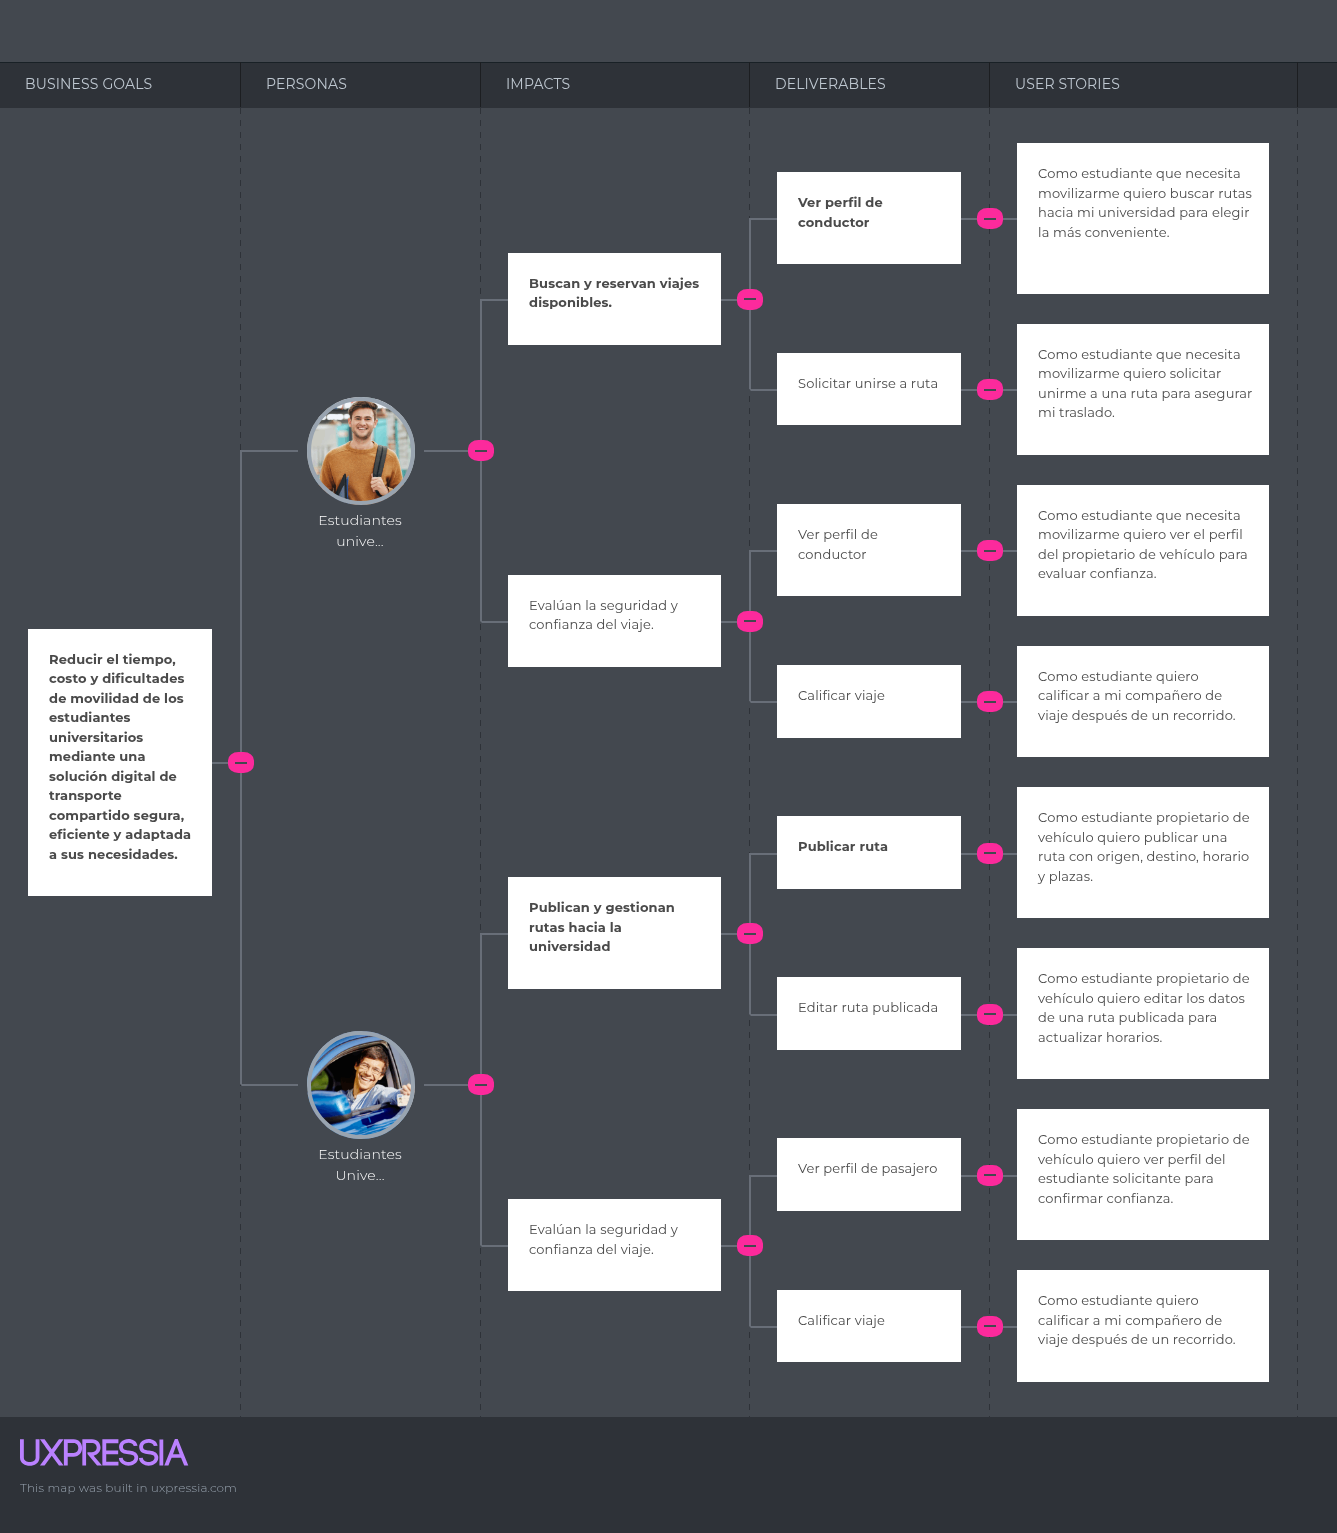 BUSINESS GOALS
PERSONAS
IMPACTS
DELIVERABLES
USER STORIES
Reducir el tiempo,
costo y dificultades
de movilidad de los
estudiantes
universitarios
mediante una
solución digital de
transporte
compartido segura,
eficiente y adaptada
a sus necesidades.
Estudiantes
unive...
Buscan y reservan viajes
disponibles.
Ver perfil de
conductor
Como estudiante que necesita
movilizarme quiero buscar rutas
hacia mi universidad para elegir
la más conveniente.
Solicitar unirse a ruta
Como estudiante que necesita
movilizarme quiero solicitar
unirme a una ruta para asegurar
mi traslado.
Evalúan la seguridad y
confianza del viaje.
Ver perfil de
conductor
Como estudiante que necesita
movilizarme quiero ver el perfil
del propietario de vehículo para
evaluar confianza.
Calificar viaje
Como estudiante quiero
calificar a mi compañero de
viaje después de un recorrido.
Estudiantes
Unive...
Publican y gestionan
rutas hacia la
universidad
Publicar ruta
Como estudiante propietario de
vehículo quiero publicar una
ruta con origen, destino, horario
y plazas.
Editar ruta publicada
Como estudiante propietario de
vehículo quiero editar los datos
de una ruta publicada para
actualizar horarios.
Evalúan la seguridad y
confianza del viaje.
Ver perfil de pasajero
Como estudiante propietario de
vehículo quiero ver perfil del
estudiante solicitante para
confirmar confianza.
Calificar viaje
Como estudiante quiero
calificar a mi compañero de
viaje después de un recorrido.
UXPRESSIA
This map was built in uxpressia.com